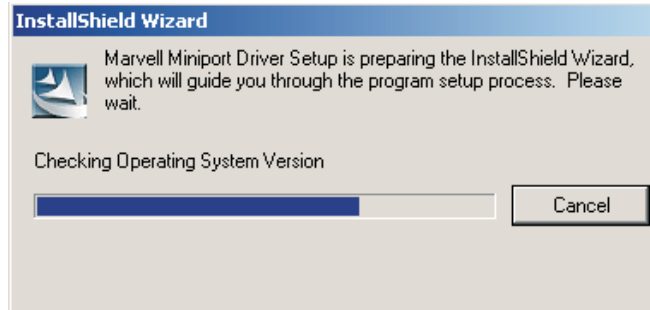 InstallShield Wizard
Marvell Miniport Driver Setup is preparing the InstallShield Wizard,
which will guide you through the program setup process. Please
wait.
Checking Operating System Version
Cancel